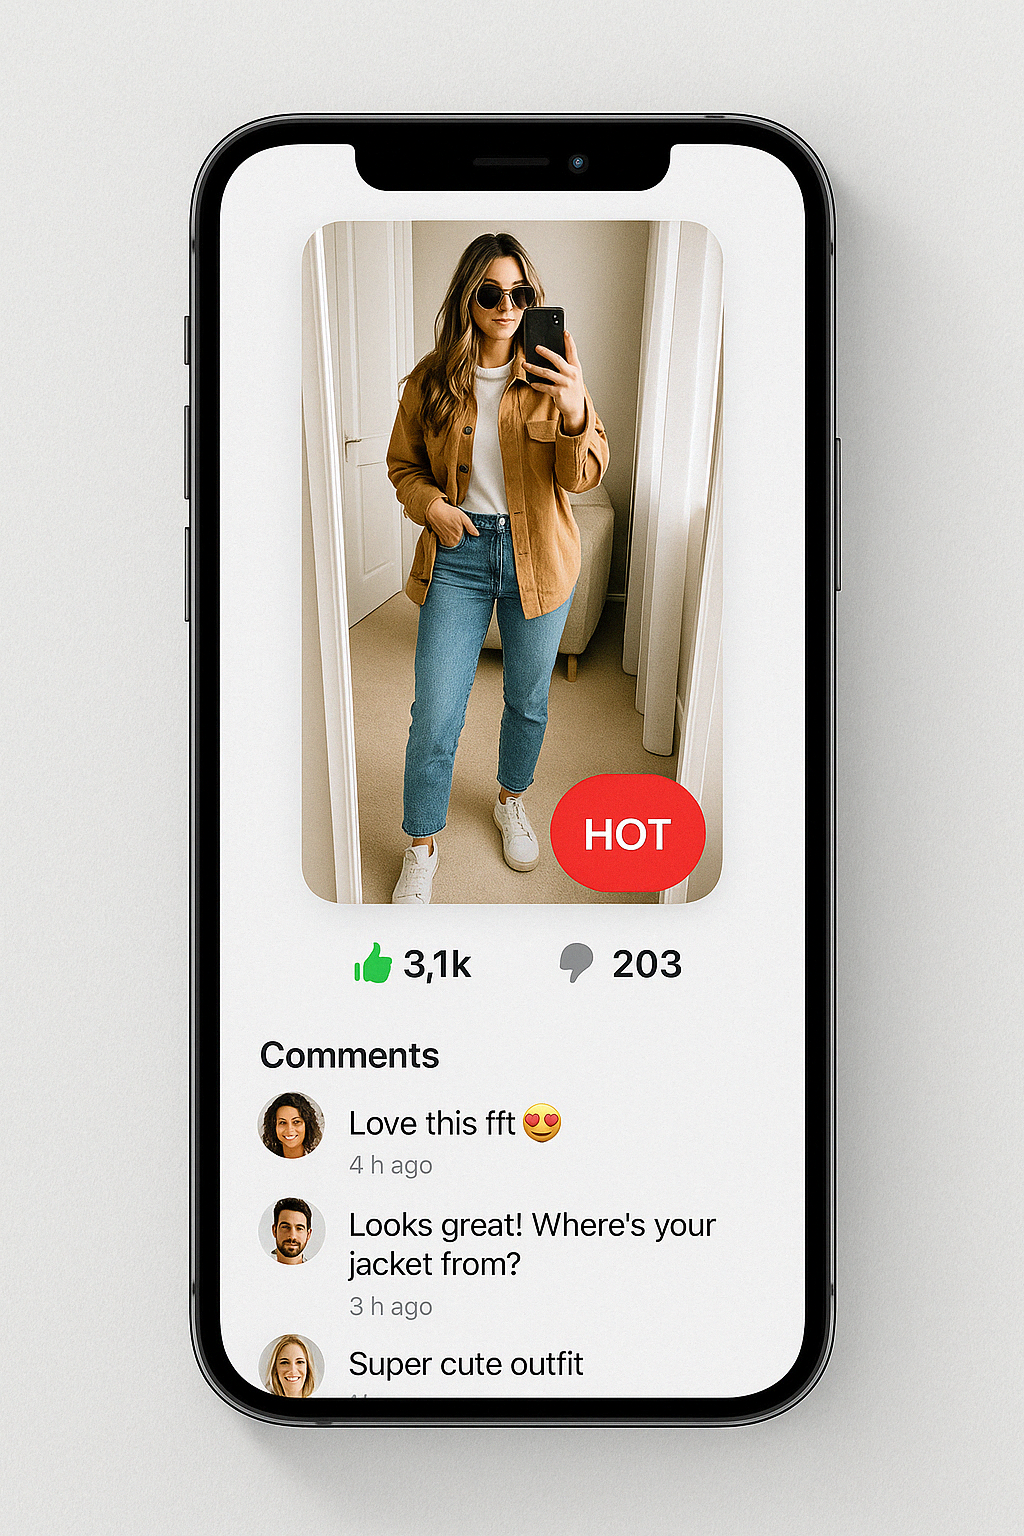 HOT
3,1k
203
Comments
Love this fft😍
4 h ago
Looks great! Where's your
jacket from?
3 h ago
Super cute outfit